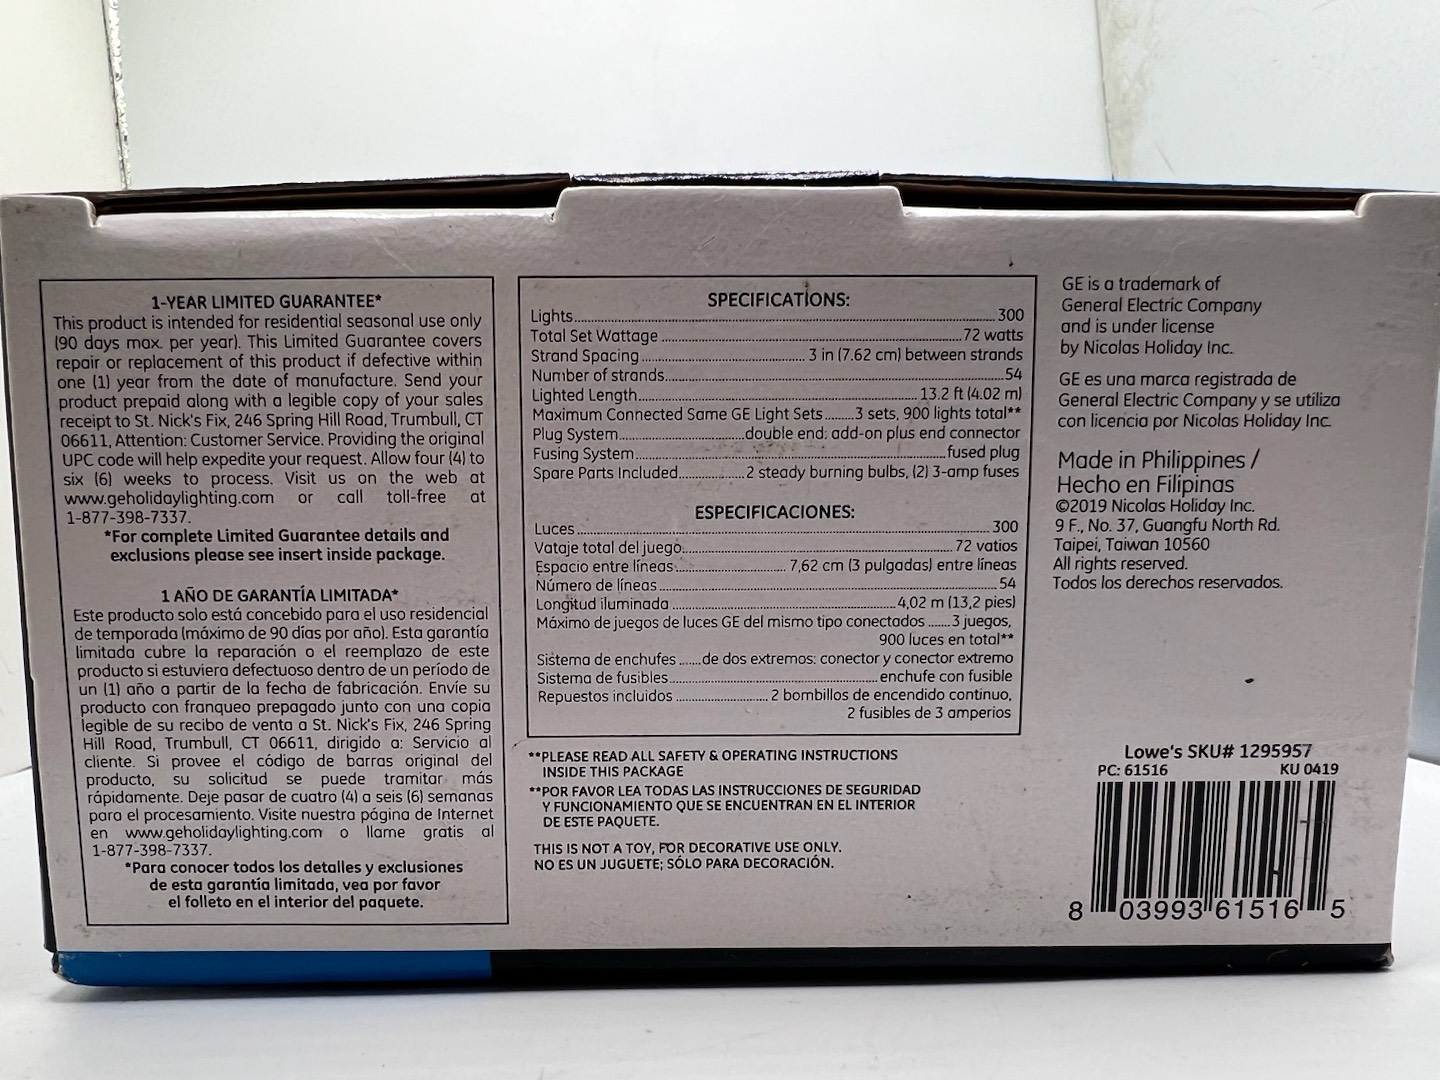 1-YEAR LIMITED GUARANTEE*
This product is intended for residential seasonal use only
(90 days max. per year). This Limited Guarantee covers
repair or replacement of this product if defective within
one (1) year from the date of manufacture. Send your
product prepaid along with a legible copy of your sales
receipt to St. Nick's Fix, 246 Spring Hill Road, Trumbull, CT
06611, Attention: Customer Service. Providing the original
UPC code will help expedite your request. Allow four (4) to
six (6) weeks to process. Visit us on the web at
www.geholidaylighting.com or call toll-free at
1-877-398-7337.
*For complete Limited Guarantee details and
exclusions please see insert inside package.
1 AÑO DE GARANTÍA LIMITADA*
Este producto solo está concebido para el uso residencial
de temporada (máximo de 90 días por año). Esta garantía
limitada cubre la reparación o el reemplazo de este
producto si estuviera defectuoso dentro de un período de
un (1) año a partir de la fecha de fabricación. Envíe su
producto con franqueo prepagado junto con una copia
legible de su recibo de venta a St. Nick's Fix, 246 Spring
Hill Road, Trumbull, CT 06611, dirigido a: Servicio al
cliente. Si provee el código de barras original del
producto, su solicitud se puede tramitar más
rápidamente. Deje pasar de cuatro (4) a seis (6) semanas
para el procesamiento. Visite nuestra página de Internet
en www.geholidaylighting.com o llame gratis al
1-877-398-7337.
*Para conocer todos los detalles y exclusiones
de esta garantía limitada, vea por favor
el folleto en el interior del paquete.
SPECIFICATIONS:
Lights...300
Total Set Wattage...72 watts
Strand Spacing...3 in (7.62 cm) between strands
Number of strands...54
Lighted Length...13.2 ft (4.02 m)
Maximum Connected Same GE Light Sets...3 sets, 900 lights total**
Plug System...double end: add-on plus end connector
Fusing System...fused plug
Spare Parts Included...2 steady burning bulbs, (2) 3-amp fuses
ESPECIFICACIONES:
Luces...300
Vataje total del juego...72 vatios
Espacio entre líneas...7,62 cm (3 pulgadas) entre líneas
Número de líneas...54
Longitud iluminada...4,02 m (13,2 pies)
Máximo de juegos de luces GE del mismo tipo conectados...3 juegos,
900 luces en total**
Sistema de enchufes...de dos extremos: conector y conector extremo
Sistema de fusibles...enchufe con fusible
Repuestos incluidos...2 bombillos de encendido continuo,
2 fusibles de 3 amperios
**PLEASE READ ALL SAFETY & OPERATING INSTRUCTIONS
INSIDE THIS PACKAGE
**POR FAVOR LEA TODAS LAS INSTRUCCIONES DE SEGURIDAD
Y FUNCIONAMIENTO QUE SE ENCUENTRAN EN EL INTERIOR
DE ESTE PAQUETE.
THIS IS NOT A TOY, FOR DECORATIVE USE ONLY.
NO ES UN JUGUETE; SÓLO PARA DECORACIÓN.
GE is a trademark of
General Electric Company
and is under license
by Nicolas Holiday Inc.
GE es una marca registrada de
General Electric Company y se utiliza
con licencia por Nicolas Holiday Inc.
Made in Philippines /
Hecho en Filipinas
©2019 Nicolas Holiday Inc.
9 F., No. 37, Guangfu North Rd.
Taipei, Taiwan 10560
All rights reserved.
Todos los derechos reservados.
Lowe's SKU# 1295957
PC: 61516 KU 0419
8 03993 61516 5